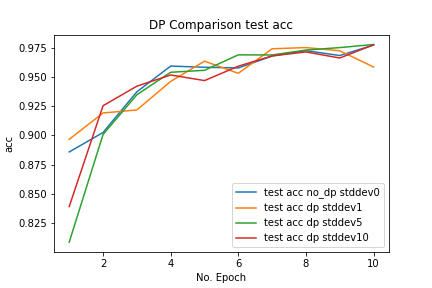 DP Comparison test acc
acc
0.975
0.950
0.925
0.900
0.875
0.850
0.825
test acc no_dp stddev0
test acc dp stddev1
test acc dp stddev5
test acc dp stddev10
2 4 6 8 10
No. Epoch